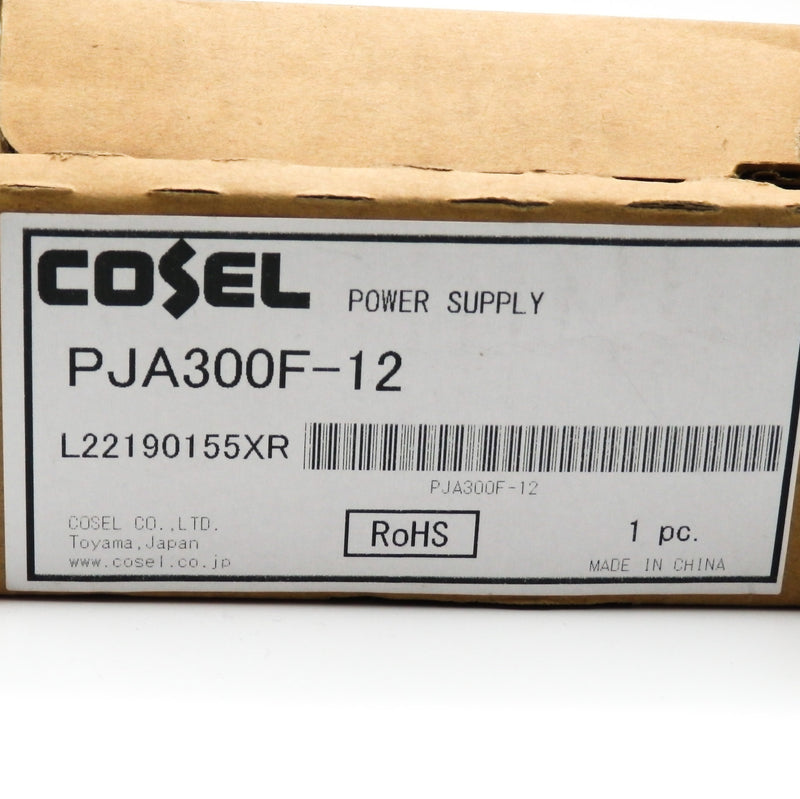 COSEL POWER SUPPLY
PJA300F-12
L22190155XR
PJA300F-12
COSEL CO.,LTD.
Toyama,Japan
www.cosel.co.jp
RoHS
1 pc.
MADE IN CHINA